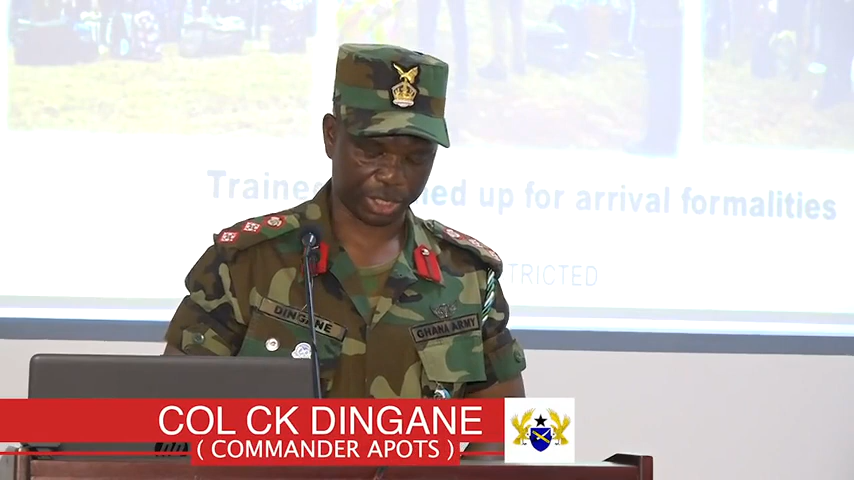 Trainee ed up for arrival formalities
TRICTED
DINGANE
GHANA ARMY
COL CK DINGANE
( COMMANDER APOTS )